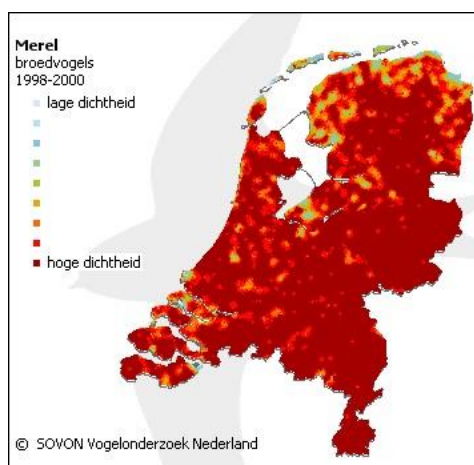 Merel
broedvogels
1998-2000
lage dichtheid
hoge dichtheid
© SOVON Vogelonderzoek Nederland